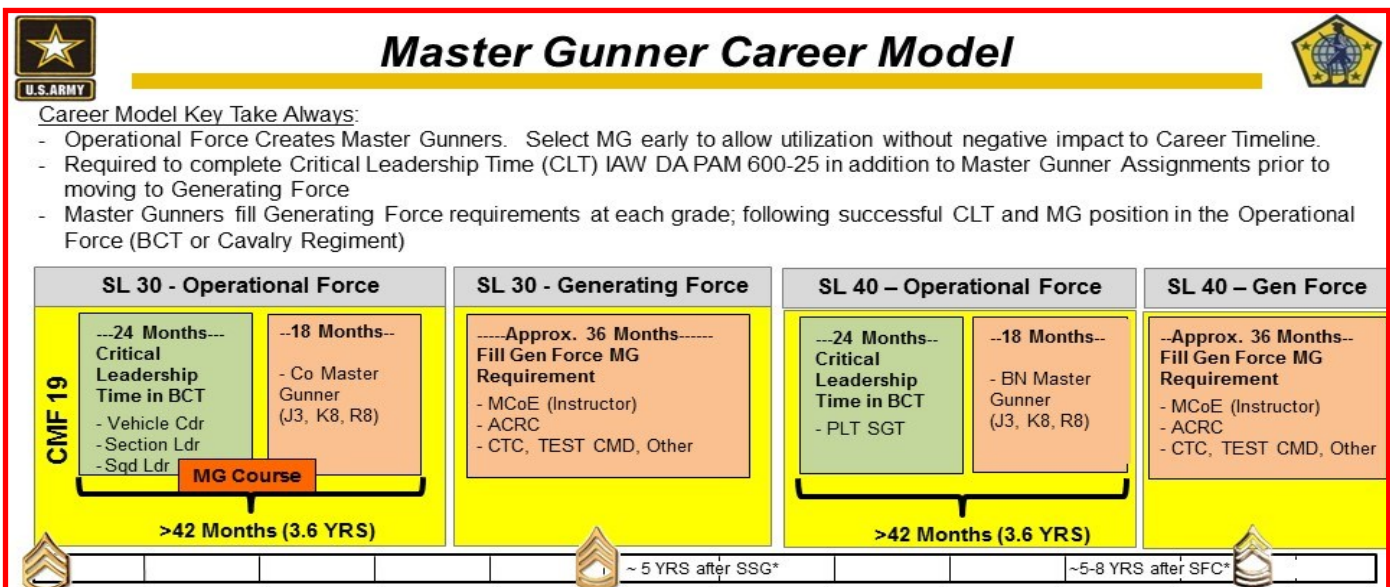 Master Gunner Career Model
U.S.ARMY
Career Model Key Take Always:
- Operational Force Creates Master Gunners. Select MG early to allow utilization without negative impact to Career Timeline.
- Required to complete Critical Leadership Time (CLT) IAW DA PAM 600-25 in addition to Master Gunner Assignments prior to
moving to Generating Force
- Master Gunners fill Generating Force requirements at each grade; following successful CLT and MG position in the Operational
Force (BCT or Cavalry Regiment)
SL 30 - Operational Force
CMF 19
---24 Months---
Critical
Leadership
Time in BCT
- Vehicle Cdr
- Section Ldr
- Sqd Ldr
--18 Months--
- Co Master
Gunner
(J3, K8, R8)
MG Course
>42 Months (3.6 YRS)
SL 30 - Generating Force
-----Approx. 36 Months------
Fill Gen Force MG
Requirement
- MCoE (Instructor)
- ACRC
- CTC, TEST CMD, Other
SL 40 – Operational Force
---24 Months--
Critical
Leadership
Time in BCT
- PLT SGT
--18 Months--
- BN Master
Gunner
(J3, K8, R8)
>42 Months (3.6 YRS)
SL 40 – Gen Force
--Approx. 36 Months--
Fill Gen Force MG
Requirement
- MCoE (Instructor)
- ACRC
- CTC, TEST CMD, Other
~ 5 YRS after SSG*
~5-8 YRS after SFC*